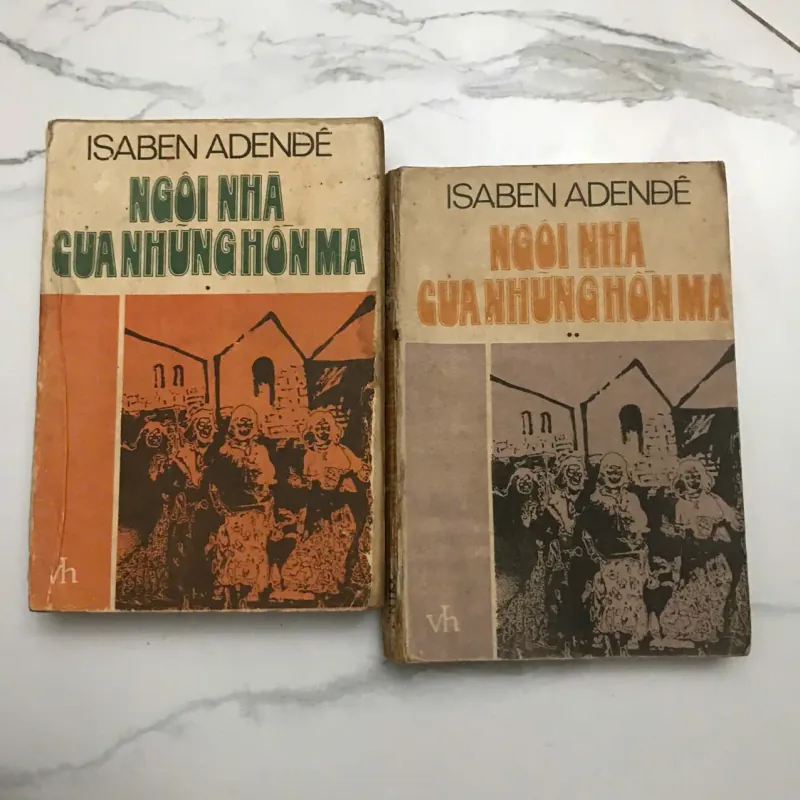 ISABEN ADENĐÊ
NGÔI NHÀ
CỦA NHỮNG HỒN MA
vh
ISABEN ADENĐÊ
NGÔI NHÀ
CỦA NHỮNG HỒN MA
vh